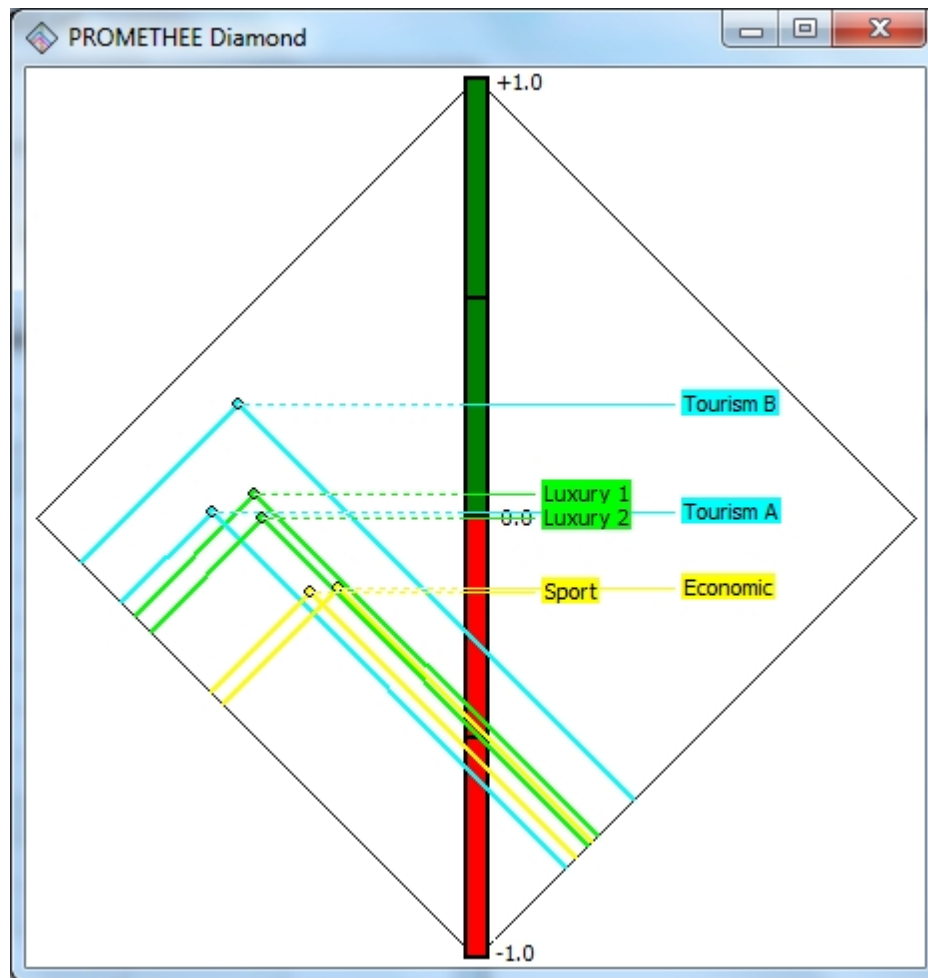 PROMETHEE Diamond
+1.0
Tourism B
Luxury 1
Tourism A
0.0 Luxury 2
Sport
Economic
-1.0